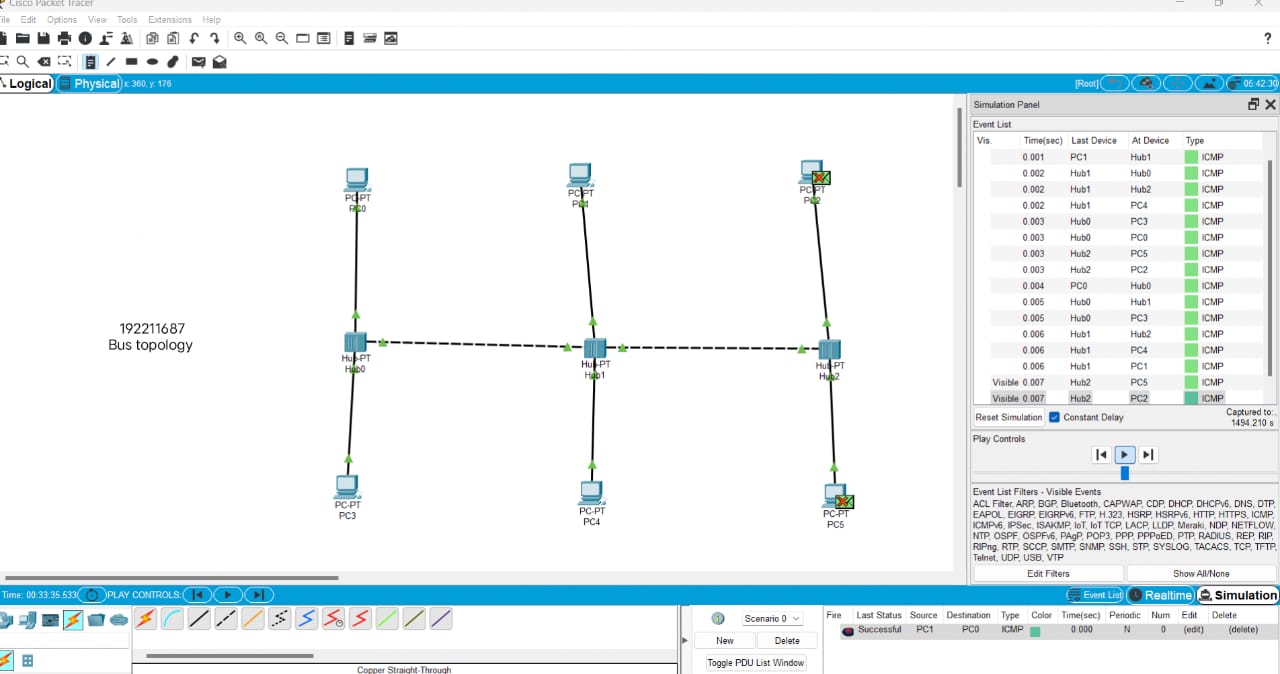 Cisco Packet Tracer
File Edit Options View Tools Extensions Help
?
Logical Physical x: 360, y: 176 [Root] 05:42:30
192211687
Bus topology
PC-PT
PC0
PC-PT
PC-PT
PC2
Hub-PT
Hub0
Hub-PT
Hub1
Hub-PT
Hub2
PC-PT
PC3
PC-PT
PC4
PC-PT
PC5
Simulation Panel
Event List
Vis. Time(sec) Last Device At Device Type
0.001 PC1 Hub1 ICMP
0.002 Hub1 Hub0 ICMP
0.002 Hub1 Hub2 ICMP
0.002 Hub1 PC4 ICMP
0.003 Hub0 PC3 ICMP
0.003 Hub0 PC0 ICMP
0.003 Hub2 PC5 ICMP
0.003 Hub2 PC2 ICMP
0.004 PC0 Hub0 ICMP
0.005 Hub0 Hub1 ICMP
0.005 Hub0 PC3 ICMP
0.006 Hub1 Hub2 ICMP
0.006 Hub1 PC4 ICMP
0.006 Hub1 PC1 ICMP
Visible 0.007 Hub2 PC5 ICMP
Visible 0.007 Hub2 PC2 ICMP
Reset Simulation Constant Delay Captured to:
1494.210 s
Play Controls
Event List Filters - Visible Events
ACL Filter, ARP, BGP, Bluetooth, CAPWAP, CDP, DHCP, DHCPv6, DNS, DTP,
EAPOL, EIGRP, EIGRPv6, FTP, H.323, HSRP, HSRPv6, HTTP, HTTPS, ICMP,
ICMPv6, IPSec, ISAKMP, IoT, IoT TCP, LACP, LLDP, Meraki, NDP, NETFLOW,
NTP, OSPF, OSPFv6, PAgP, POP3, PPP, PPPoED, PTP, RADIUS, REP, RIP,
RIPng, RTP, SCCP, SMTP, SNMP, SSH, STP, SYSLOG, TACACS, TCP, TFTP,
Telnet, UDP, USB, VTP
Edit Filters Show All/None
Time: 00:33:35.533 PLAY CONTROLS: Event List Realtime Simulation
Scenario 0
New Delete
Toggle PDU List Window
Fire Last Status Source Destination Type Color Time(sec) Periodic Num Edit Delete
Successful PC1 PC0 ICMP 0.000 N 0 (edit) (delete)
Copper Straight-Through